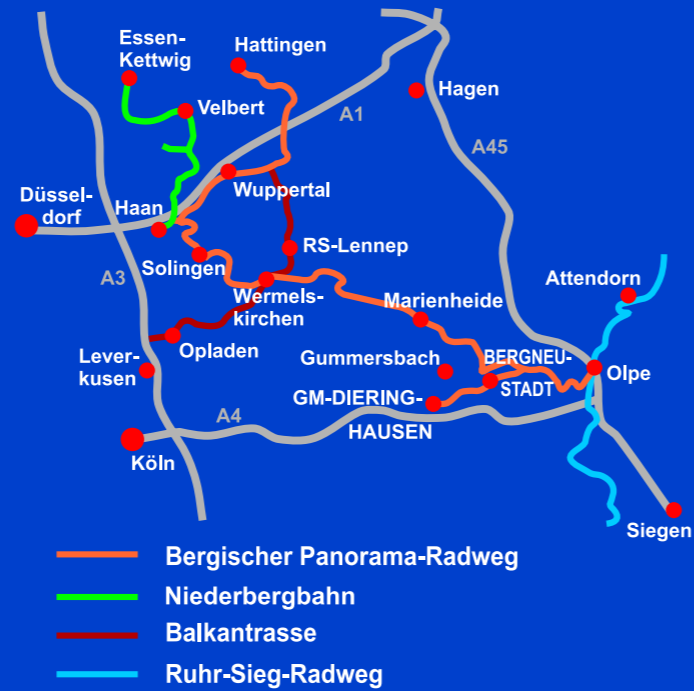 Essen-
Kettwig
Hattingen
Velbert
Hagen
A1
A45
Wuppertal
Düssel-
dorf
Haan
RS-Lennep
A3
Solingen
Attendorn
Wermels-
kirchen
Marienheide
Opladen
Lever-
kusen
Gummersbach
BERGNEU-
STADT
Olpe
GM-DIERING-
HAUSEN
A4
Köln
Siegen
Bergischer Panorama-Radweg
Niederbergbahn
Balkantrasse
Ruhr-Sieg-Radweg